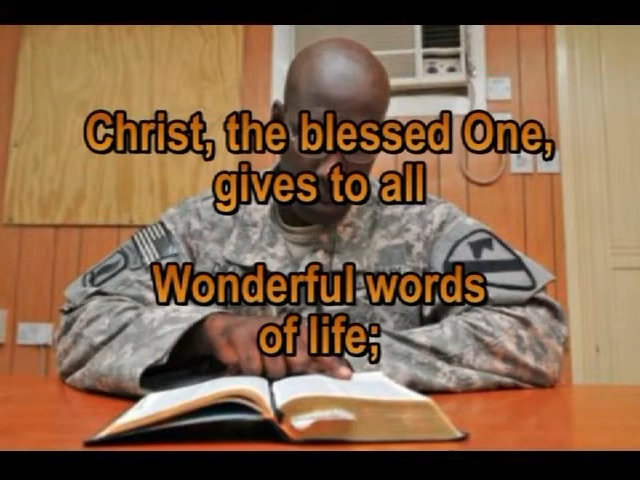 Christ, the blessed One,
gives to all
Wonderful words
of life;